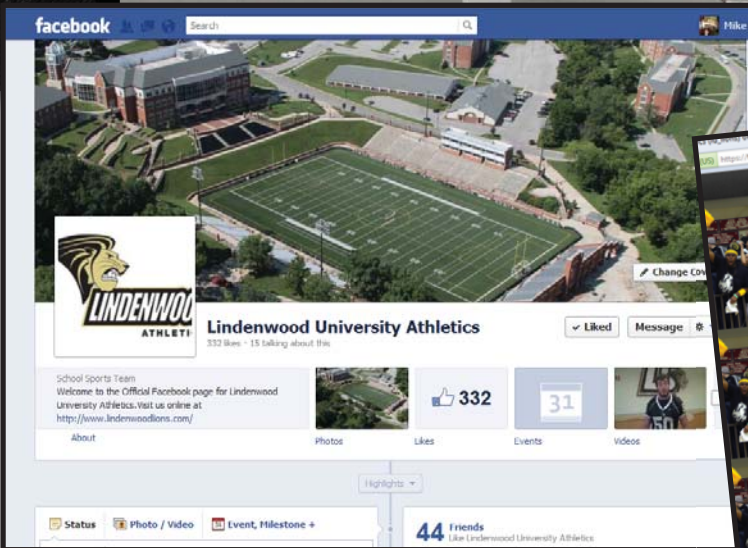 facebook
Search
Mike
LINDENWOO
ATHLETI
Change Cov
Lindenwood University Athletics
332 likes · 15 talking about this
Liked
Message
School Sports Team
Welcome to the Official Facebook page for Lindenwood
University Athletics. Visit us online at
http://www.lindenwoodlions.com/
About
Photos
332
Likes
31
Events
50
Videos
Highlights
Status
Photo / Video
Event, Milestone +
44 Friends
Like Lindenwood University Athletics